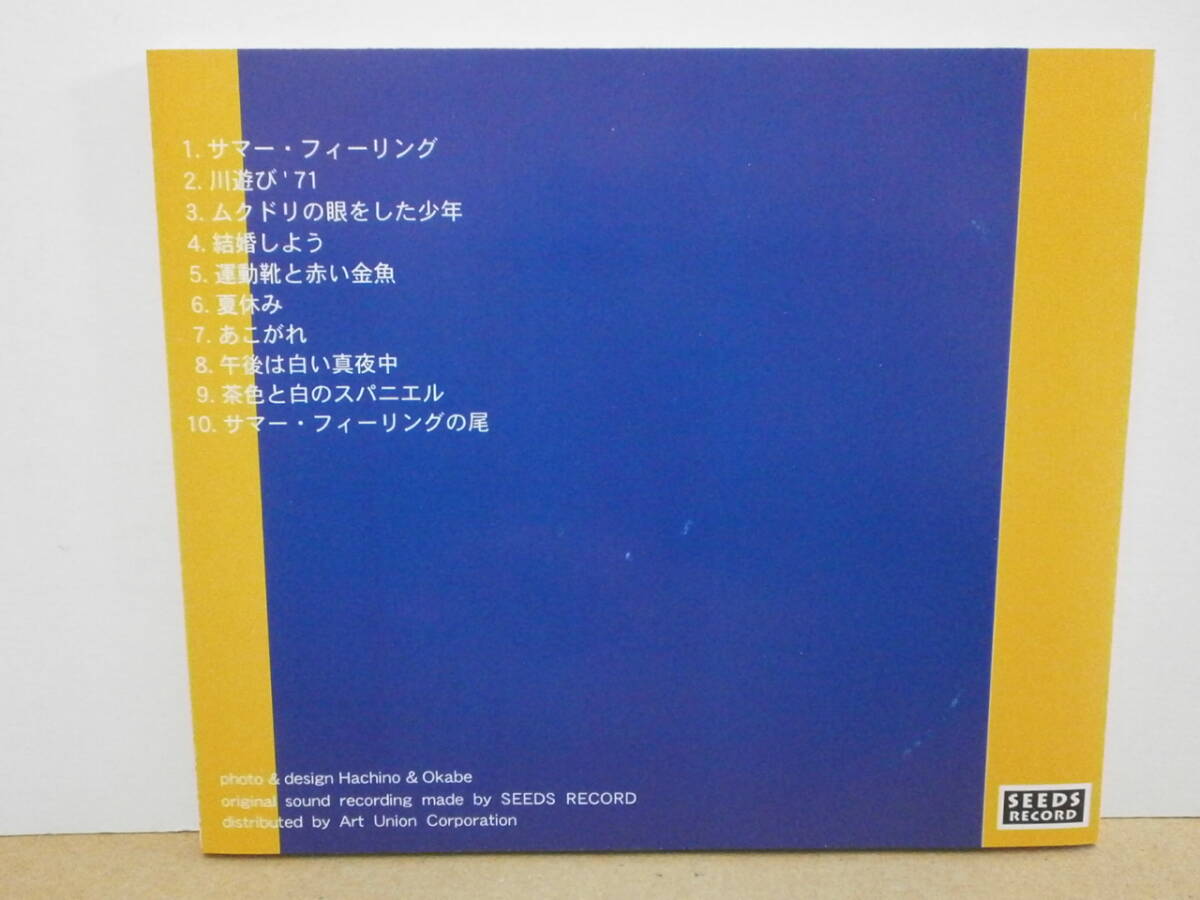 1. サマー・フィーリング
2. 川遊び '71
3. ムクドリの眼をした少年
4. 結婚しよう
5. 運動靴と赤い金魚
6. 夏休み
7. あこがれ
8. 午後は白い真夜中
9. 茶色と白のスパニエル
10. サマー・フィーリングの尾
photo & design Hachino & Okabe
original sound recording made by SEEDS RECORD
distributed by Art Union Corporation
SEEDS
RECORD